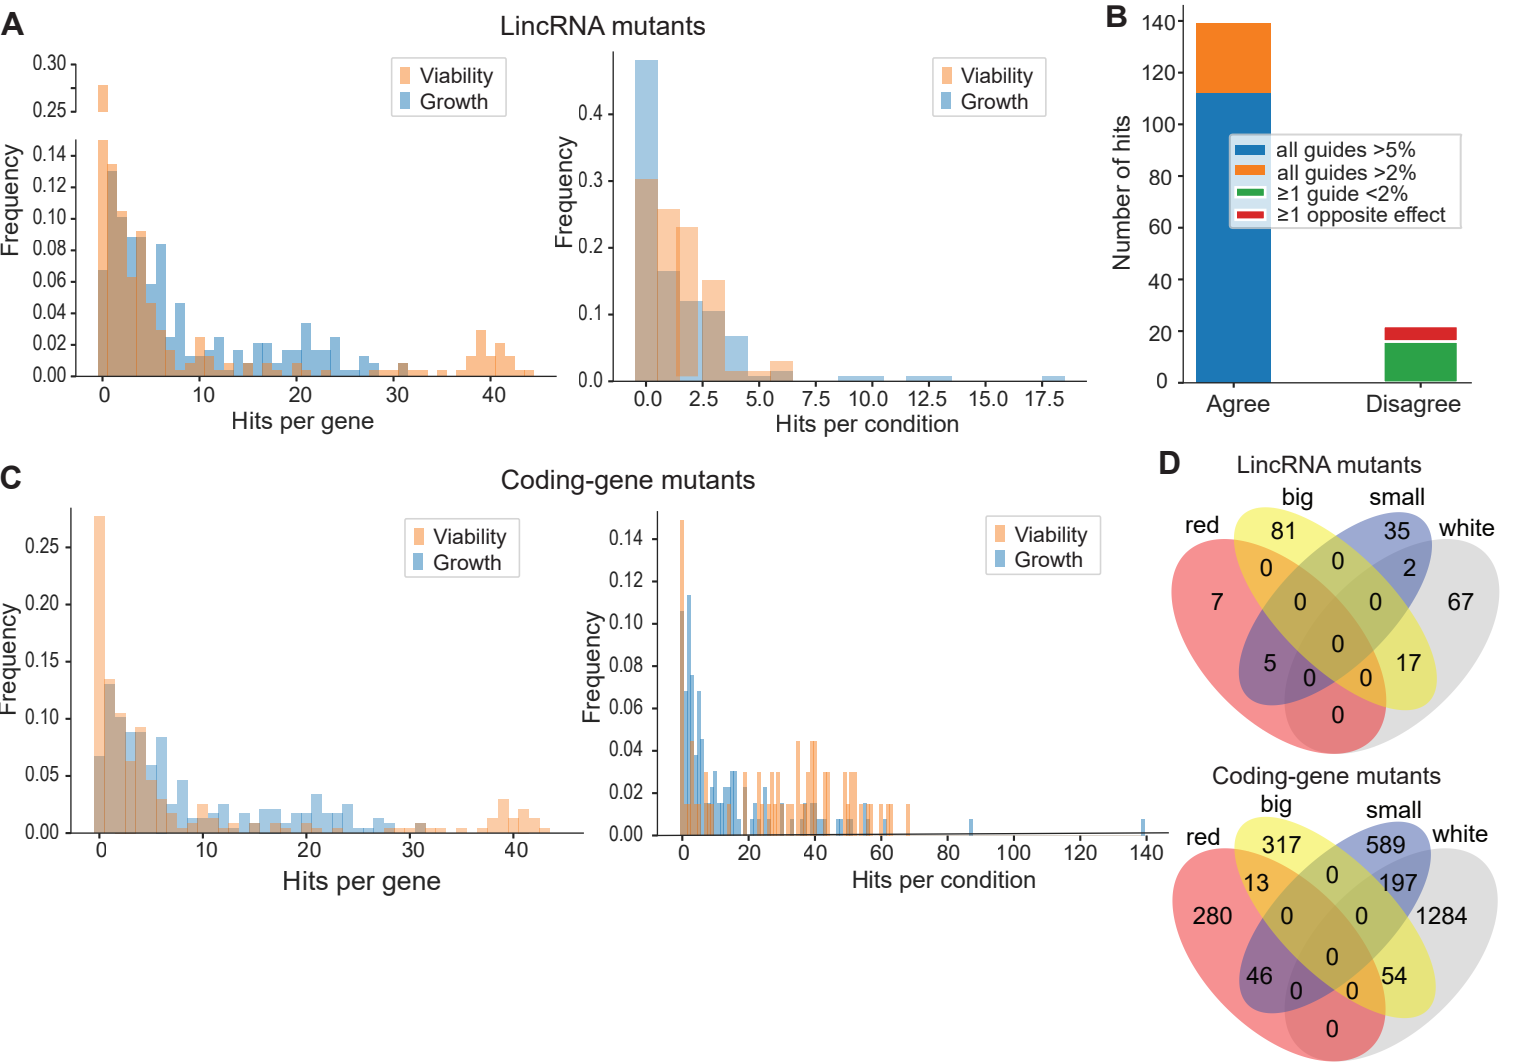 A
LincRNA mutants
0.30
0.25
0.14
0.12
0.10
0.08
0.06
0.04
0.02
0.00
Frequency
Viability
Growth
0 10 20 30 40
Hits per gene
0.4
0.3
0.2
0.1
0.0
Frequency
Viability
Growth
0.0 2.5 5.0 7.5 10.0 12.5 15.0 17.5
Hits per condition
B
140
120
100
80
60
40
20
0
Number of hits
all guides >5%
all guides >2%
≥1 guide <2%
≥1 opposite effect
Agree Disagree
C
Coding-gene mutants
0.25
0.20
0.15
0.10
0.05
0.00
Frequency
Viability
Growth
0 10 20 30 40
Hits per gene
0.14
0.12
0.10
0.08
0.06
0.04
0.02
0.00
Frequency
Viability
Growth
0 20 40 60 80 100 120 140
Hits per condition
D
LincRNA mutants
big small
red white
81 35
0 0 2
7 0 0 67
0
5 17
0 0
0
Coding-gene mutants
big small
red white
317 589
13 0 197
280 0 0 1284
0
46 54
0 0
0